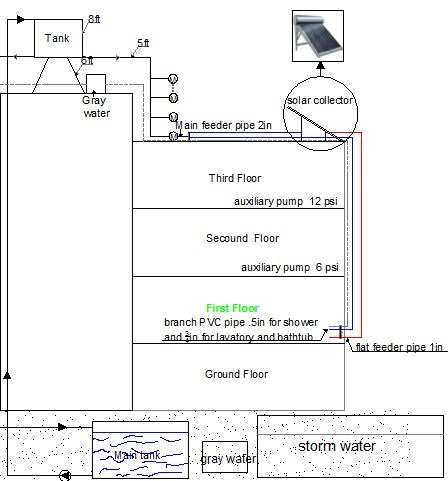 8ft
Tank
5ft
6ft
Gray
water
solar collector
M
M
M
M
Main feeder pipe 2in
Third Floor
auxiliary pump 12 psi
Secound Floor
auxiliary pump 6 psi
First Floor
branch PVC pipe .5in for shower
and ¾in for lavatory and bathtub
flat feeder pipe 1in
Ground Floor
Main tank
gray water
storm water